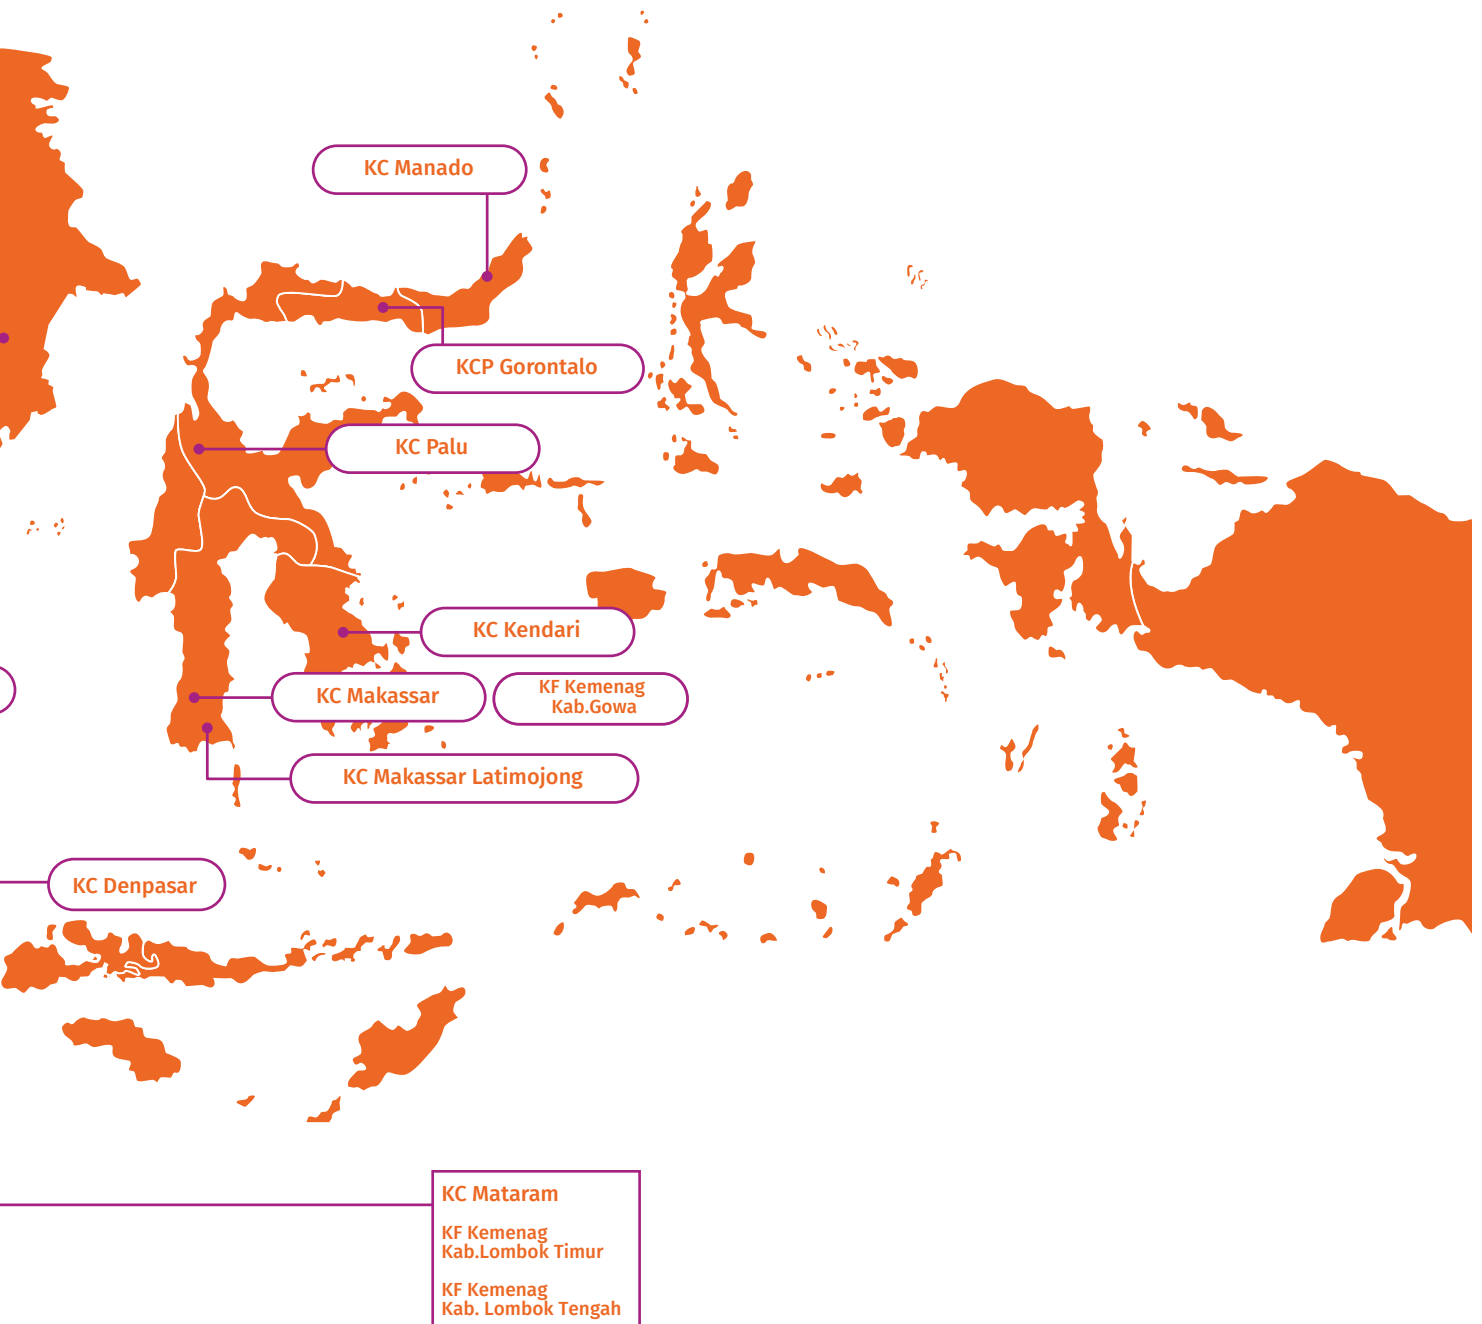 KC Manado
KCP Gorontalo
KC Palu
KC Kendari
KC Makassar
KF Kemenag
Kab.Gowa
KC Makassar Latimojong
KC Denpasar
KC Mataram
KF Kemenag
Kab.Lombok Timur
KF Kemenag
Kab. Lombok Tengah